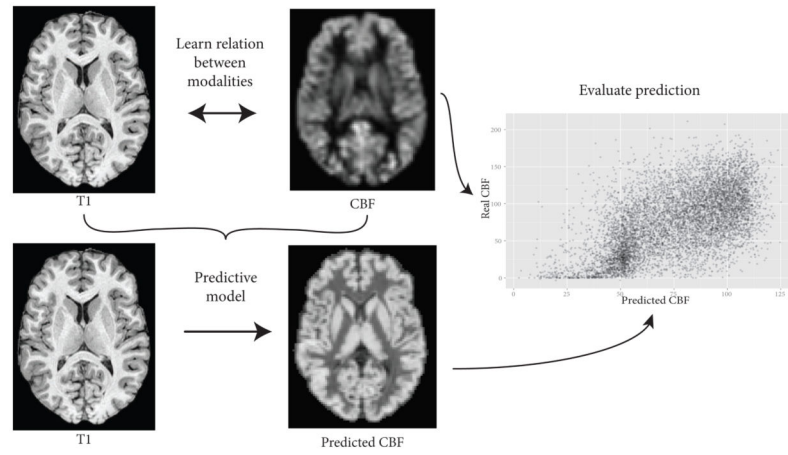 Learn relation
between
modalities
T1
CBF
Evaluate prediction
Real CBF
200
150
100
50
0
0
25
50
75
100
125
Predicted CBF
Predictive
model
T1
Predicted CBF